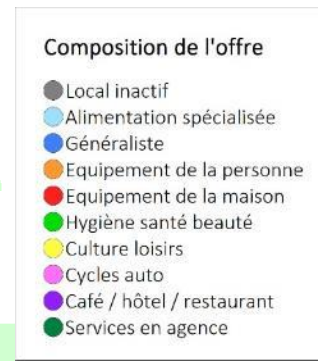 Composition de l'offre
Local inactif
Alimentation spécialisée
Généraliste
Equipement de la personne
Equipement de la maison
Hygiène santé beauté
Culture loisirs
Cycles auto
Café / hôtel / restaurant
Services en agence